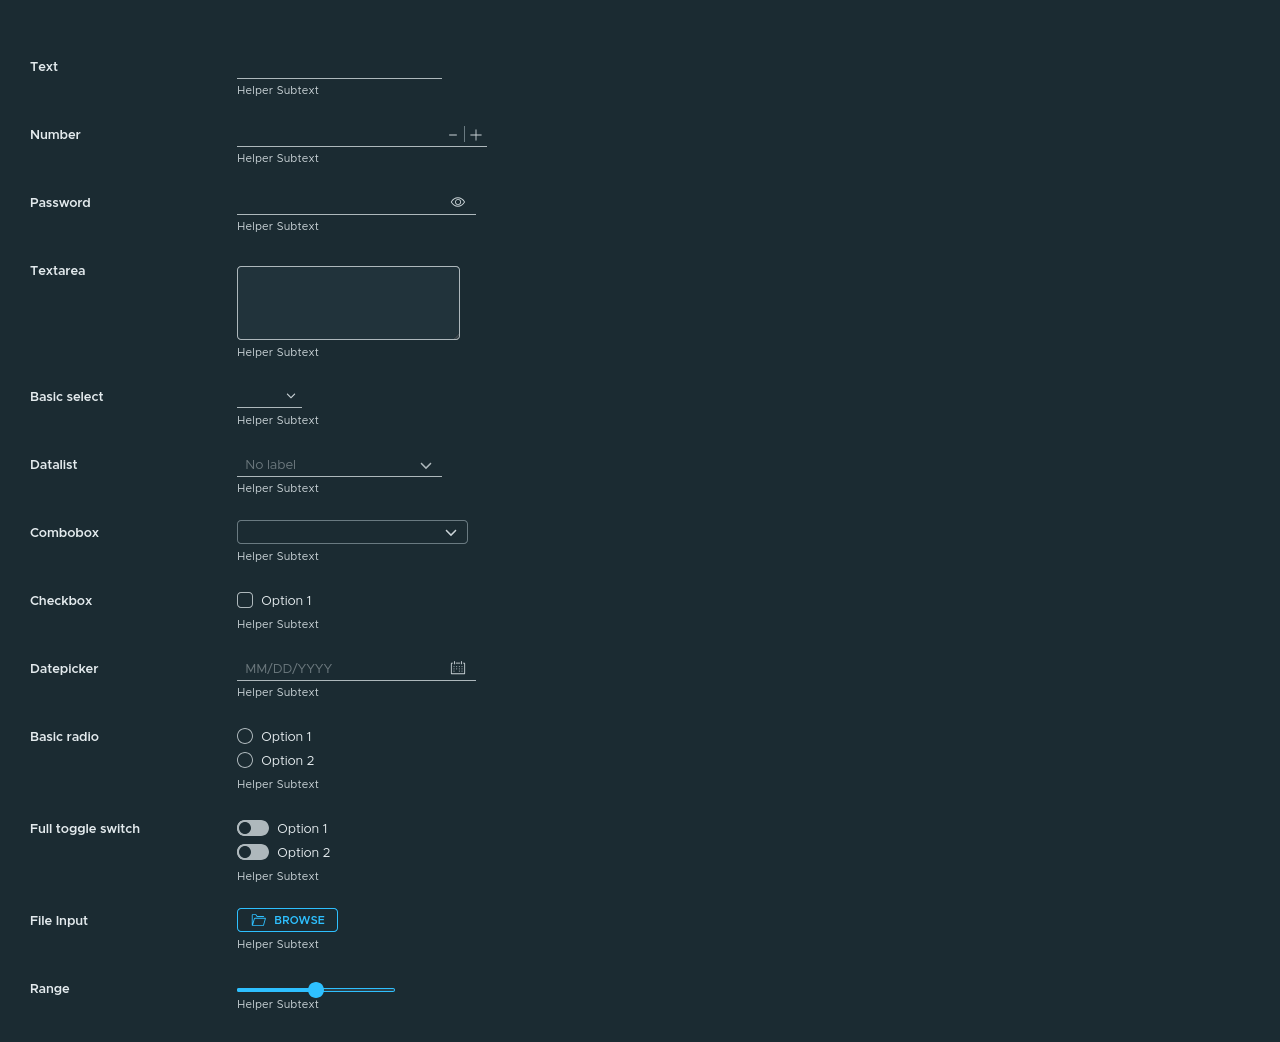 Text
Helper Subtext
Number
Helper Subtext
Password
Helper Subtext
Textarea
Helper Subtext
Basic select
Helper Subtext
Datalist
No label
Helper Subtext
Combobox
Helper Subtext
Checkbox
Option 1
Helper Subtext
Datepicker
MM/DD/YYYY
Helper Subtext
Basic radio
Option 1
Option 2
Helper Subtext
Full toggle switch
Option 1
Option 2
Helper Subtext
File Input
BROWSE
Helper Subtext
Range
Helper Subtext